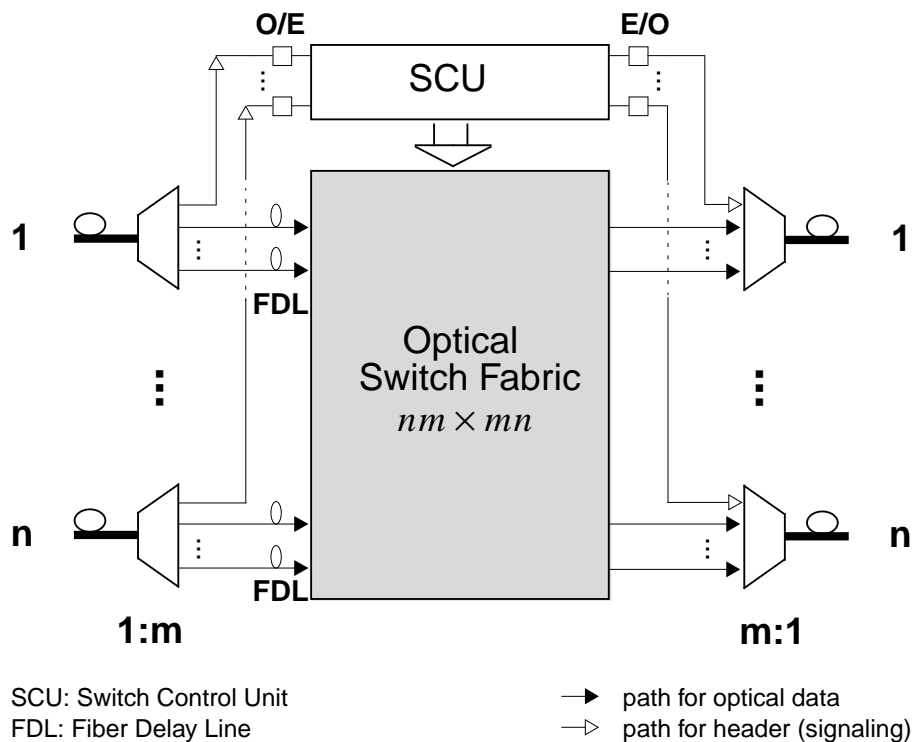 O/E
E/O
SCU
1
1
FDL
Optical
Switch Fabric
nm × mn
n
n
FDL
1:m
m:1
SCU: Switch Control Unit
path for optical data
FDL: Fiber Delay Line
path for header (signaling)